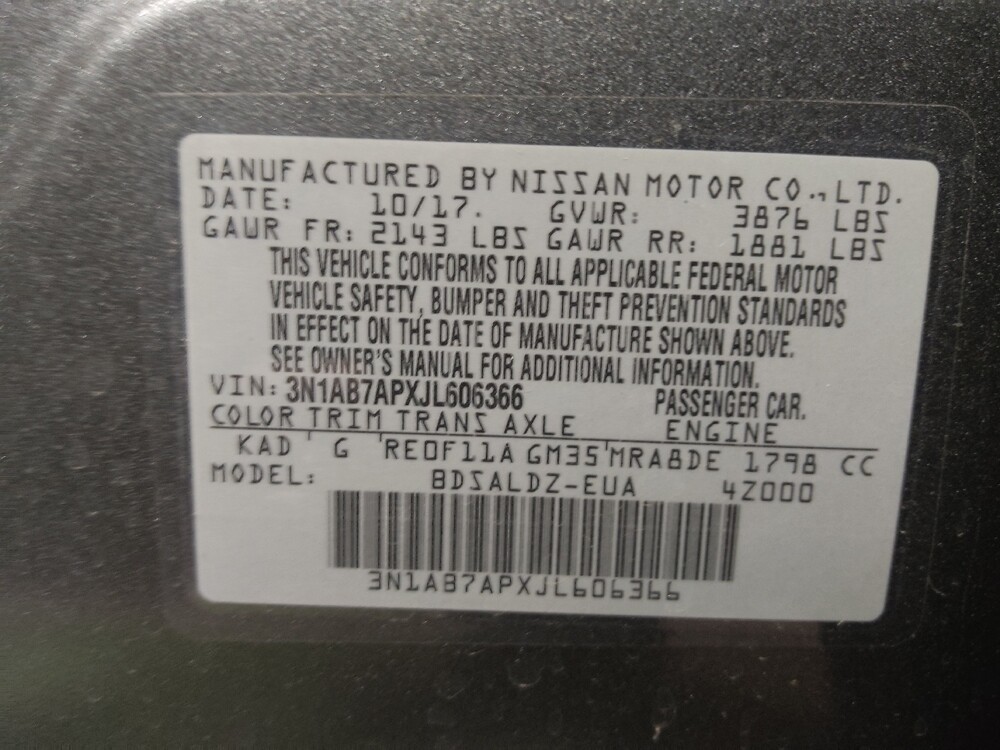 MANUFACTURED BY NISSAN MOTOR CO., LTD.
DATE: 10/17. GVWR: 3876 LBS
GAWR FR: 2143 LBS GAWR RR: 1881 LBS
THIS VEHICLE CONFORMS TO ALL APPLICABLE FEDERAL MOTOR
VEHICLE SAFETY, BUMPER AND THEFT PREVENTION STANDARDS
IN EFFECT ON THE DATE OF MANUFACTURE SHOWN ABOVE.
SEE OWNER'S MANUAL FOR ADDITIONAL INFORMATION.
VIN: 3N1AB7APXJL606366 PASSENGER CAR.
COLOR TRIM TRANS AXLE ENGINE
KAD G RE0F11A GM35 MRA8DE 1798 CC
MODEL: BDSALDZ-EUA 4Z000
3N1AB7APXJL606366